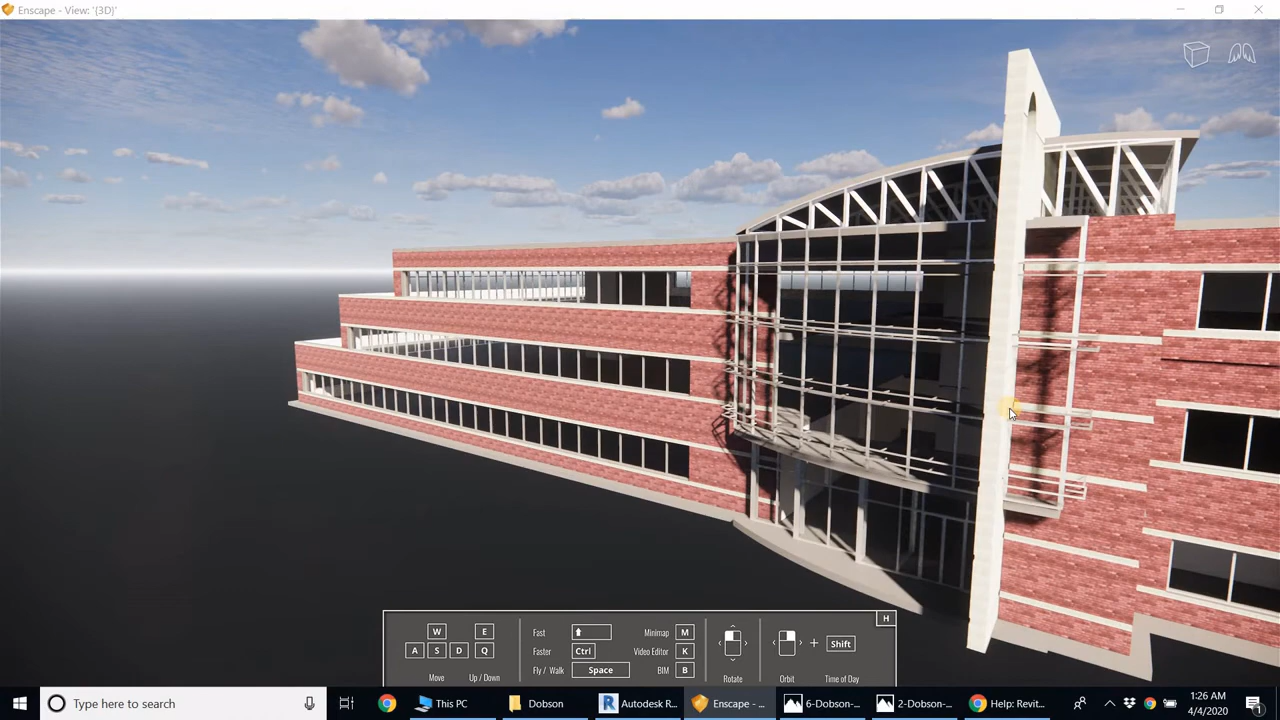 Enscape - View: '{3D}'
H
W E
A S D Q
Move Up / Down
Fast
Faster Ctrl
Fly / Walk Space
Minimap M
Video Editor K
BIM B
Rotate
+ Shift
Orbit Time of Day
Type here to search
This PC
Dobson
Autodesk R...
Enscape - ...
6-Dobson-...
2-Dobson-...
Help: Revit...
1:26 AM
4/4/2020
1